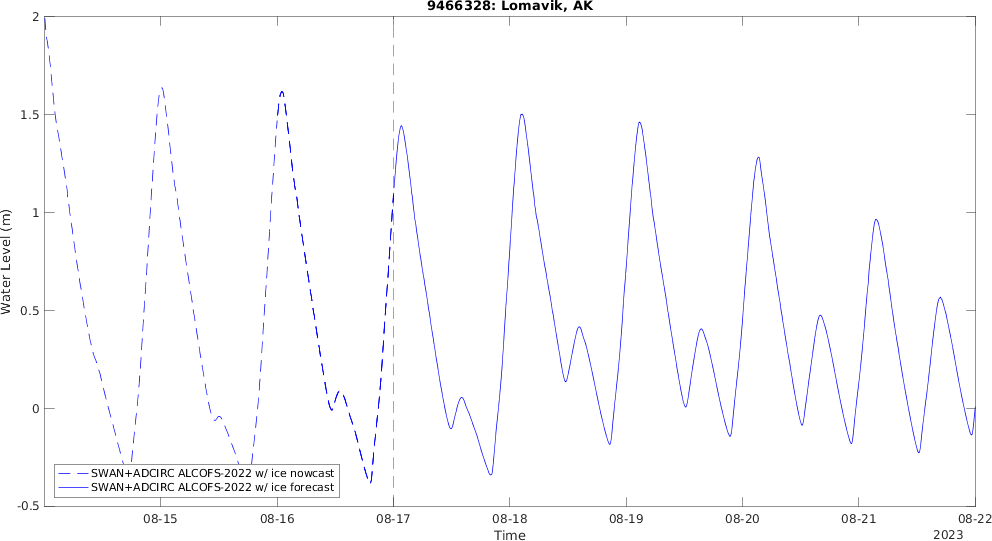 9466328: Lomavik, AK
2
1.5
1
0.5
0
-0.5
Water Level (m)
SWAN+ADCIRC ALCOFS-2022 w/ ice nowcast
SWAN+ADCIRC ALCOFS-2022 w/ ice forecast
08-15 08-16 08-17 08-18 08-19 08-20 08-21 08-22
Time
2023